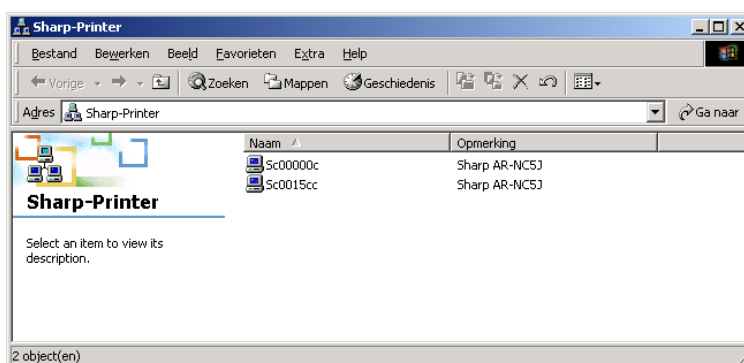 Sharp-Printer
Bestand Bewerken Beeld Favorieten Extra Help
Vorige Zoeken Mappen Geschiedenis
Adres Sharp-Printer Ga naar
Naam Opmerking
Sc00000c Sharp AR-NC5J
Sc0015cc Sharp AR-NC5J
Sharp-Printer
Select an item to view its
description.
2 object(en)